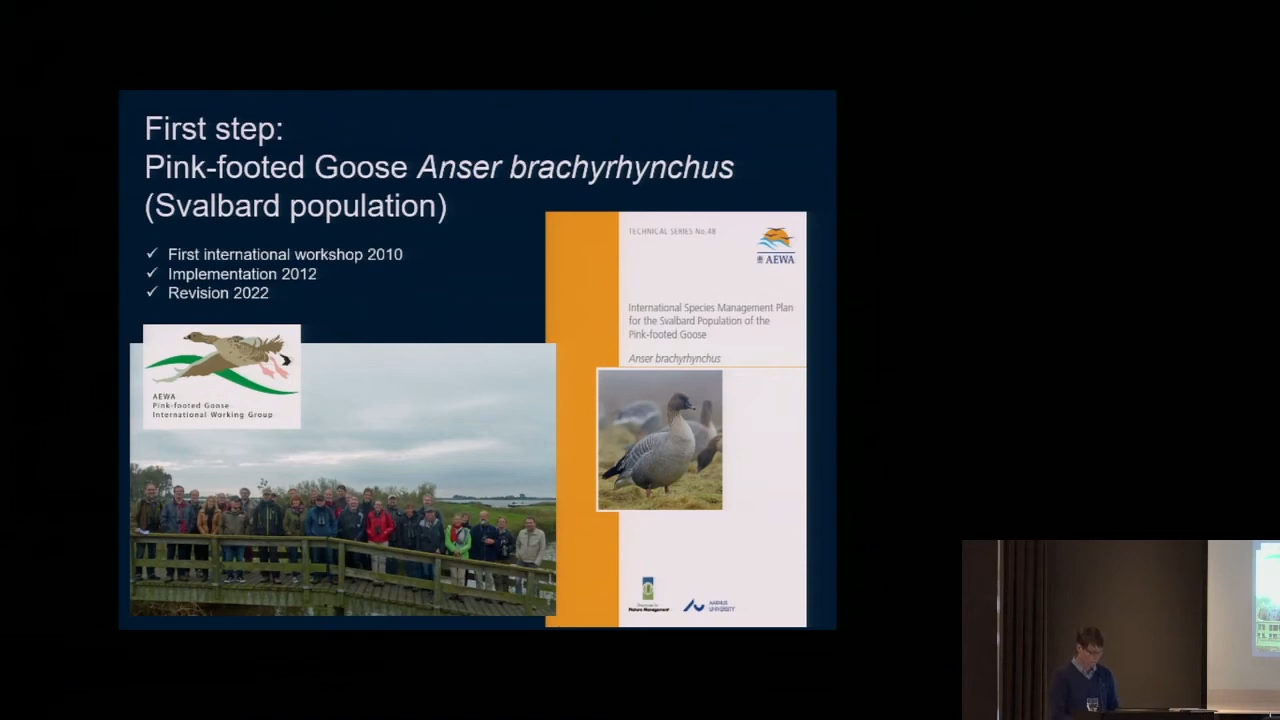 First step:
Pink-footed Goose Anser brachyrhynchus
(Svalbard population)
✓ First international workshop 2010
✓ Implementation 2012
✓ Revision 2022
AEWA
Pink-footed Goose
International Working Group
TECHNICAL SERIES No.48
AEWA
International Species Management Plan
for the Svalbard Population of the
Pink-footed Goose
Anser brachyrhynchus
Nature Management
AARHUS
UNIVERSITY